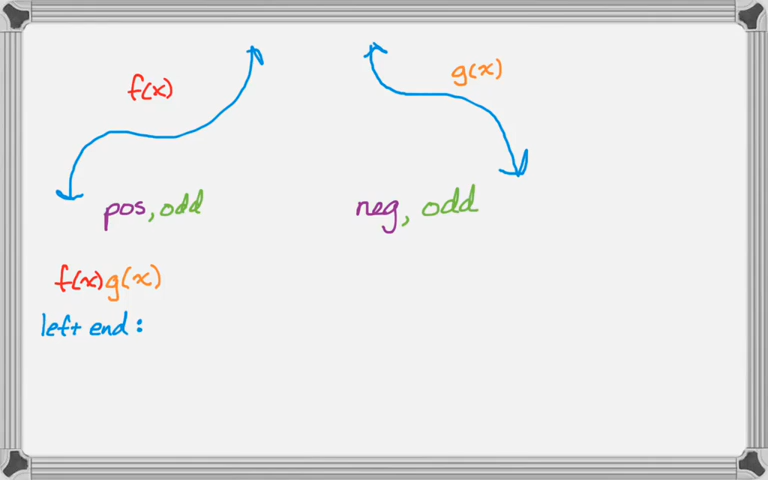 f(x)
g(x)
pos, odd
neg, odd
f(x)g(x)
left end: